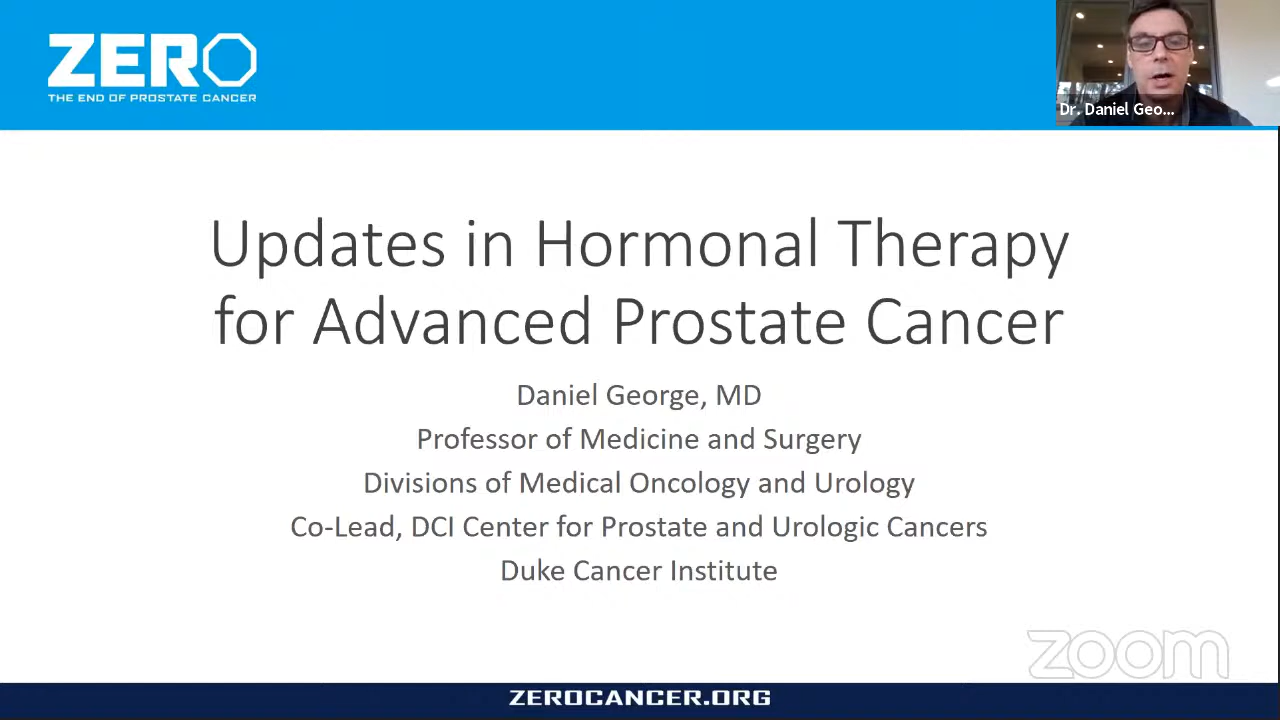 ZERO
THE END OF PROSTATE CANCER
Dr. Daniel Geo...
Updates in Hormonal Therapy
for Advanced Prostate Cancer
Daniel George, MD
Professor of Medicine and Surgery
Divisions of Medical Oncology and Urology
Co-Lead, DCI Center for Prostate and Urologic Cancers
Duke Cancer Institute
zoom
ZEROCANCER.ORG